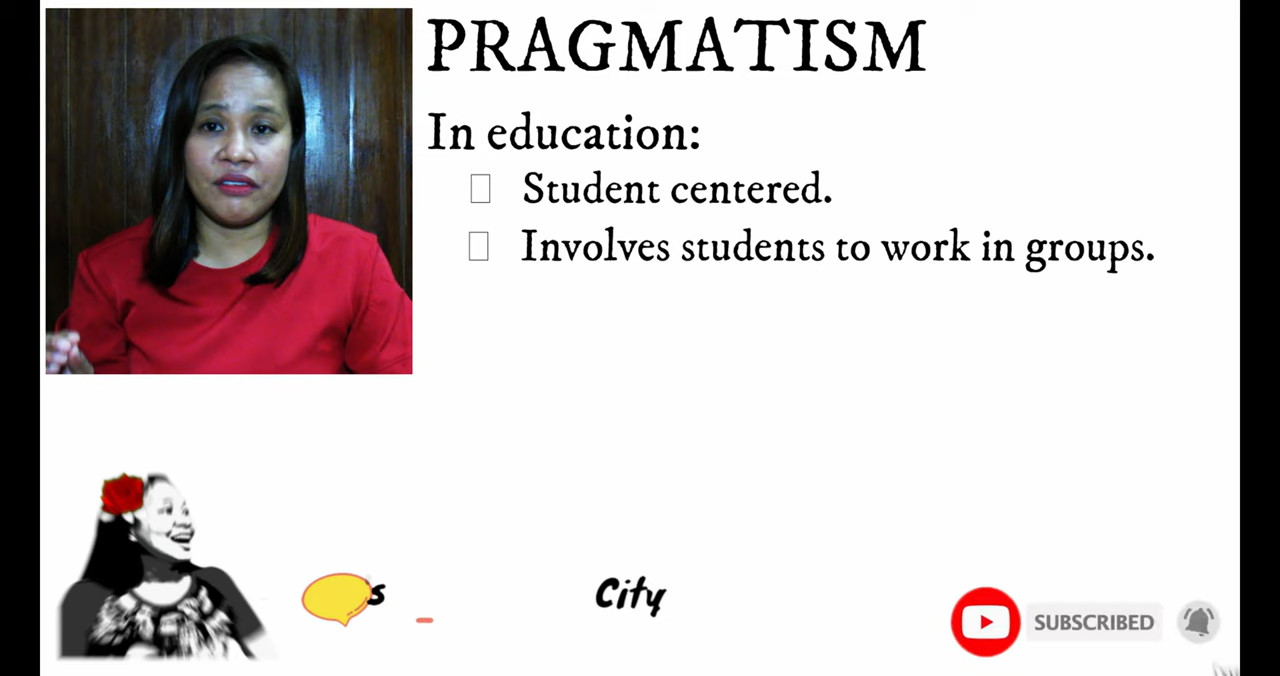 PRAGMATISM
In education:
Student centered.
Involves students to work in groups.
s
City
SUBSCRIBED